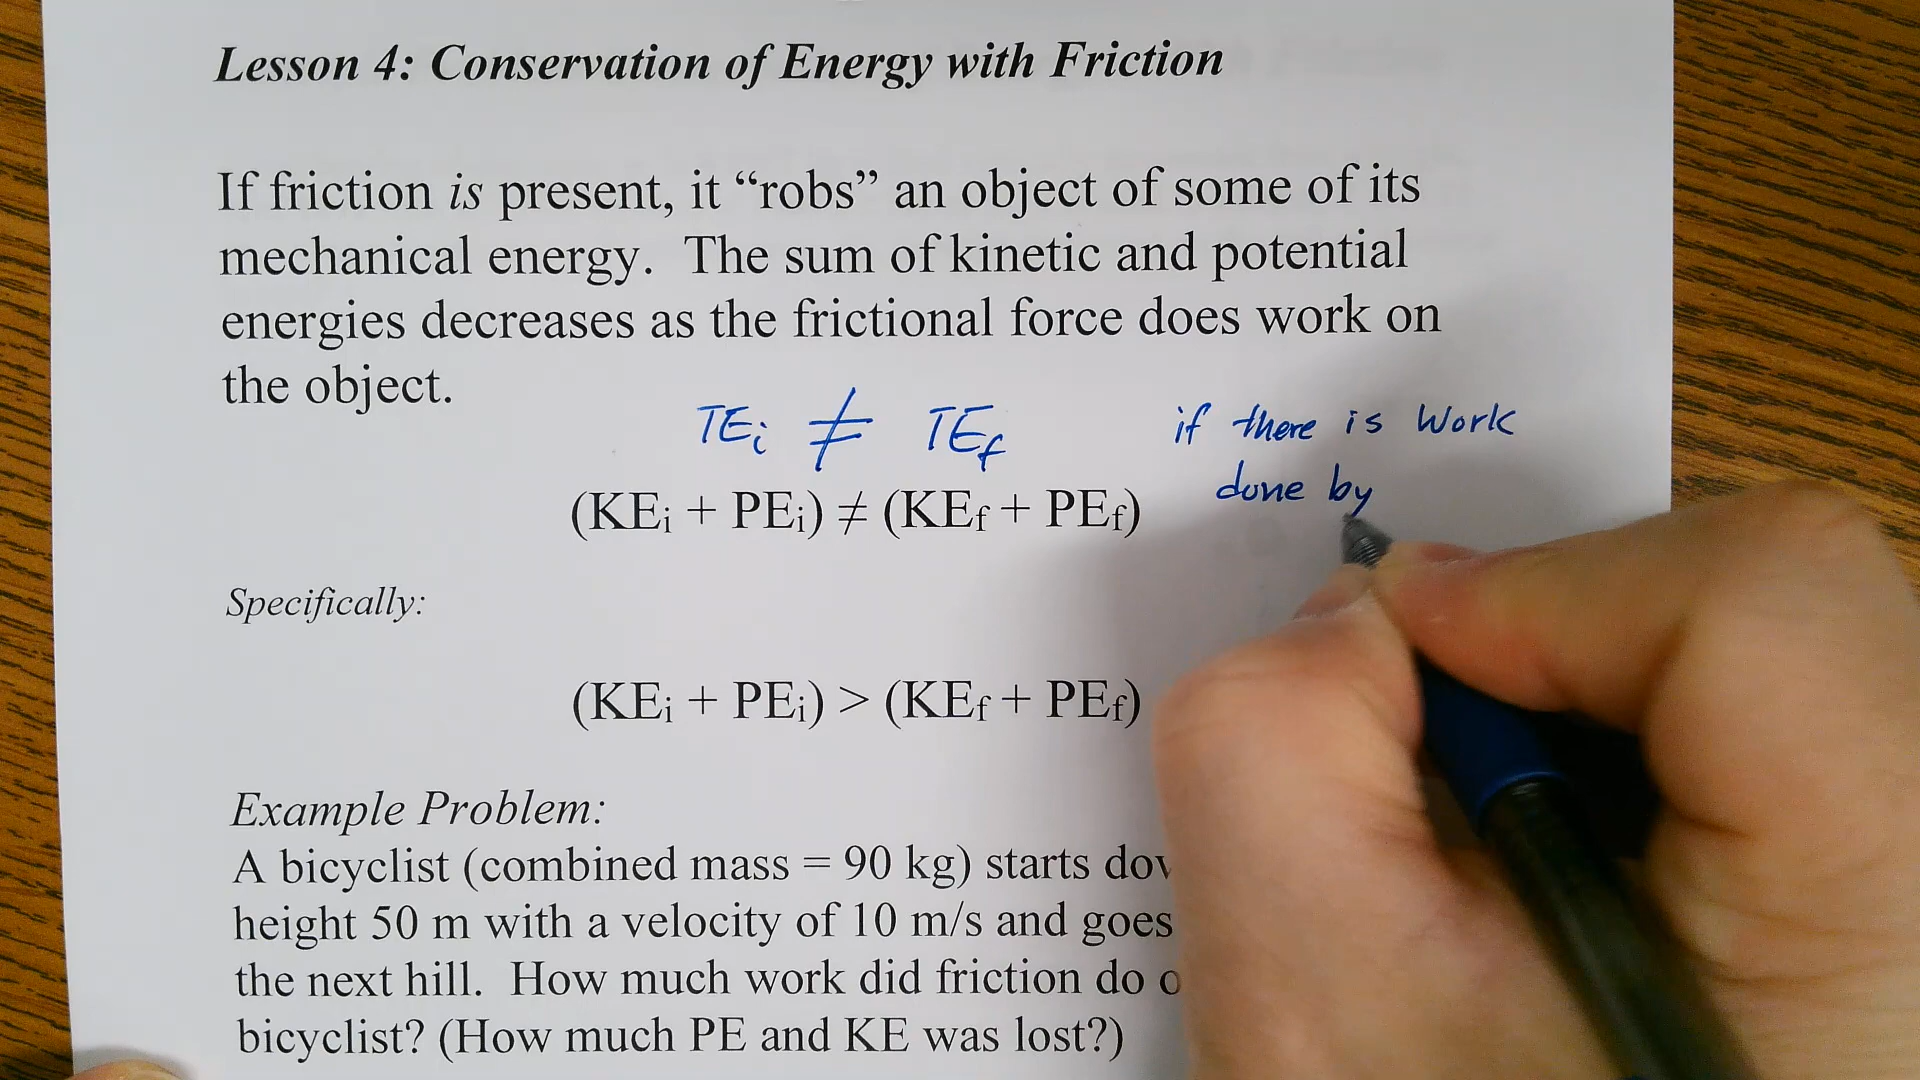 Lesson 4: Conservation of Energy with Friction
If friction is present, it “robs” an object of some of its
mechanical energy. The sum of kinetic and potential
energies decreases as the frictional force does work on
the object.
TEi ≠ TEf if there is Work
done by
(KEi + PEi) ≠ (KEf + PEf)
Specifically:
(KEi + PEi) > (KEf + PEf)
Example Problem:
A bicyclist (combined mass = 90 kg) starts
height 50 m with a velocity of 10 m/s and goes
the next hill. How much work did friction do
bicyclist? (How much PE and KE was lost?)